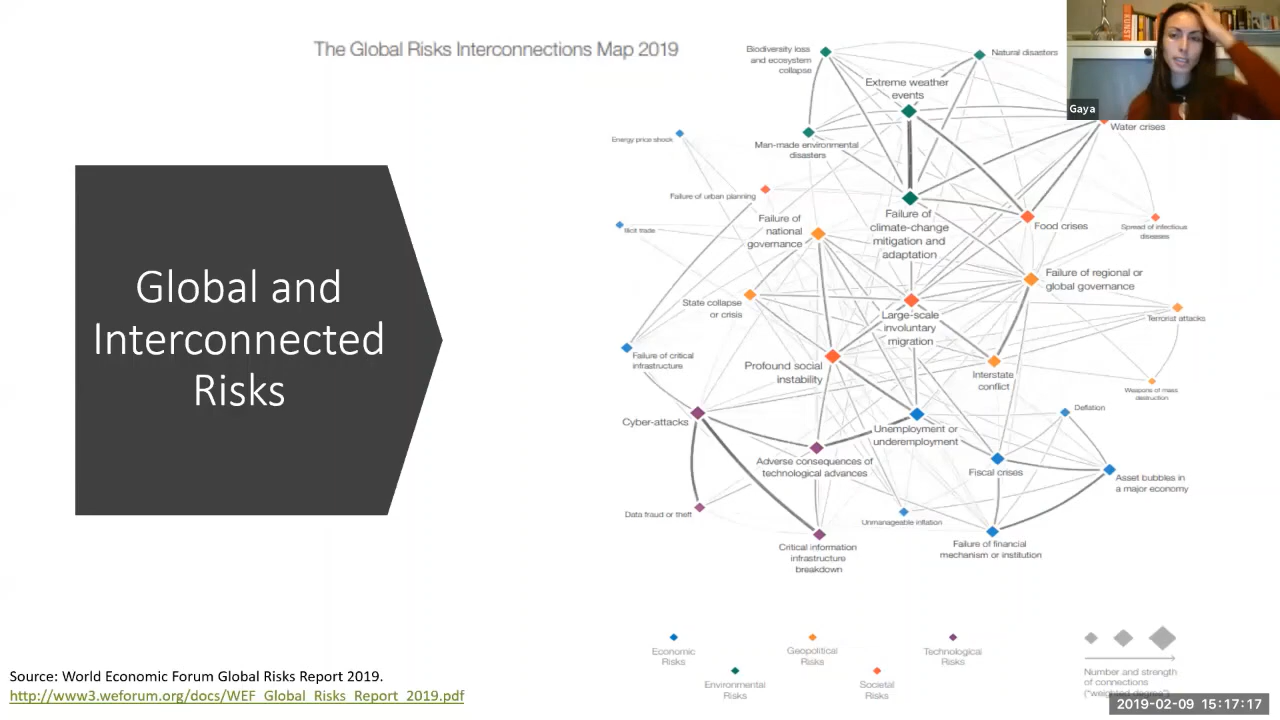 The Global Risks Interconnections Map 2019
Global and
Interconnected
Risks
Biodiversity loss
and ecosystem
collapse
Natural disasters
Extreme weather
events
Gaya
KUNST
Water crises
Energy price shock
Man-made environmental
disasters
Failure of urban planning
Failure of
national
governance
Failure of
climate-change
mitigation and
adaptation
Food crises
Spread of infectious
diseases
Illicit trade
State collapse
or crisis
Large-scale
involuntary
migration
Failure of regional or
global governance
Terrorist attacks
Failure of critical
infrastructure
Profound social
instability
Interstate
conflict
Weapons of mass
destruction
Cyber-attacks
Unemployment or
underemployment
Deflation
Adverse consequences of
technological advances
Fiscal crises
Asset bubbles in
a major economy
Data fraud or theft
Unmanageable inflation
Critical information
infrastructure
breakdown
Failure of financial
mechanism or institution
Economic
Risks
Geopolitical
Risks
Technological
Risks
Environmental
Risks
Societal
Risks
Number and strength
of connections
("weighted degree")
Source: World Economic Forum Global Risks Report 2019.
http://www3.weforum.org/docs/WEF_Global_Risks_Report_2019.pdf
2019-02-09 15:17:17